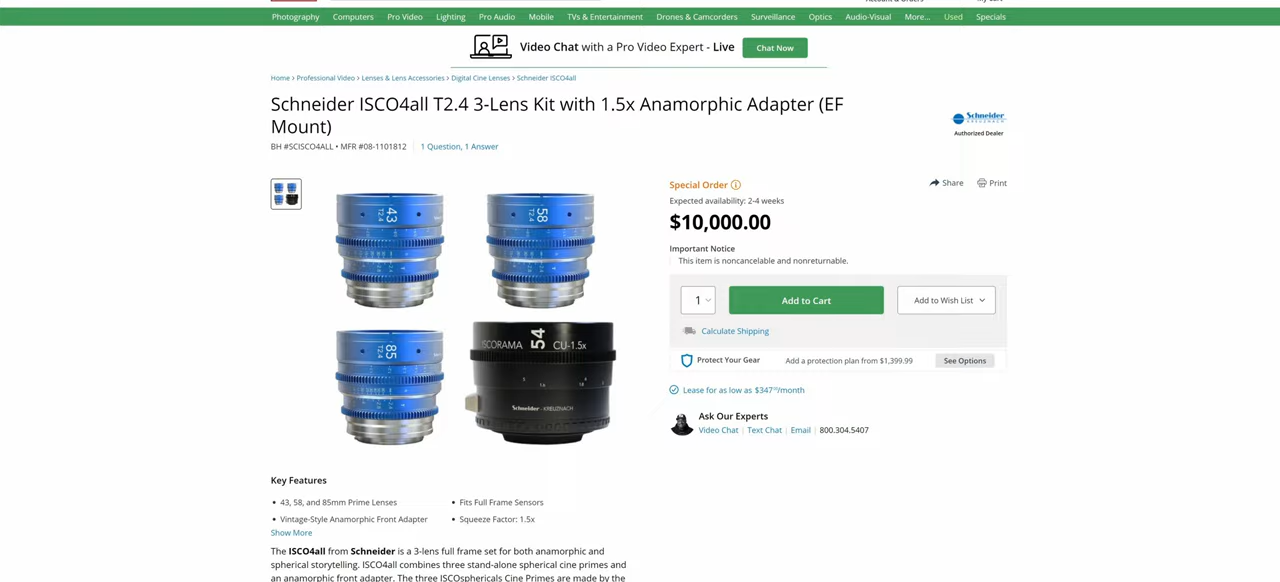 Photography Computers Pro Video Lighting Pro Audio Mobile TVs & Entertainment Drones & Camcorders Surveillance Optics Audio-Visual More... Used Specials
Video Chat with a Pro Video Expert - Live Chat Now
Home > Professional Video > Lenses & Lens Accessories > Digital Cine Lenses > Schneider ISCO4all
Schneider ISCO4all T2.4 3-Lens Kit with 1.5x Anamorphic Adapter (EF
Mount)
Schneider
KREUZNACH
Authorized Dealer
BH #SCISCO4ALL • MFR #08-1101812 1 Question, 1 Answer
43
T2.4
58
T2.4
85
T2.4
ISCORAMA 54 CU-1.5x
Schneider - KREUZNACH
Special Order
Share Print
Expected availability: 2-4 weeks
$10,000.00
Important Notice
This item is noncancelable and nonreturnable.
1 Add to Cart Add to Wish List
Calculate Shipping
Protect Your Gear Add a protection plan from $1,399.99 See Options
Lease for as low as $347⁰⁰/month
Ask Our Experts
Video Chat Text Chat Email 800.304.5407
Key Features
• 43, 58, and 85mm Prime Lenses
• Fits Full Frame Sensors
• Vintage-Style Anamorphic Front Adapter
• Squeeze Factor: 1.5x
Show More
The ISCO4all from Schneider is a 3-lens full frame set for both anamorphic and
spherical storytelling. ISCO4all combines three stand-alone spherical cine primes and
an anamorphic front adapter. The three ISCOsphericals Cine Primes are made by the